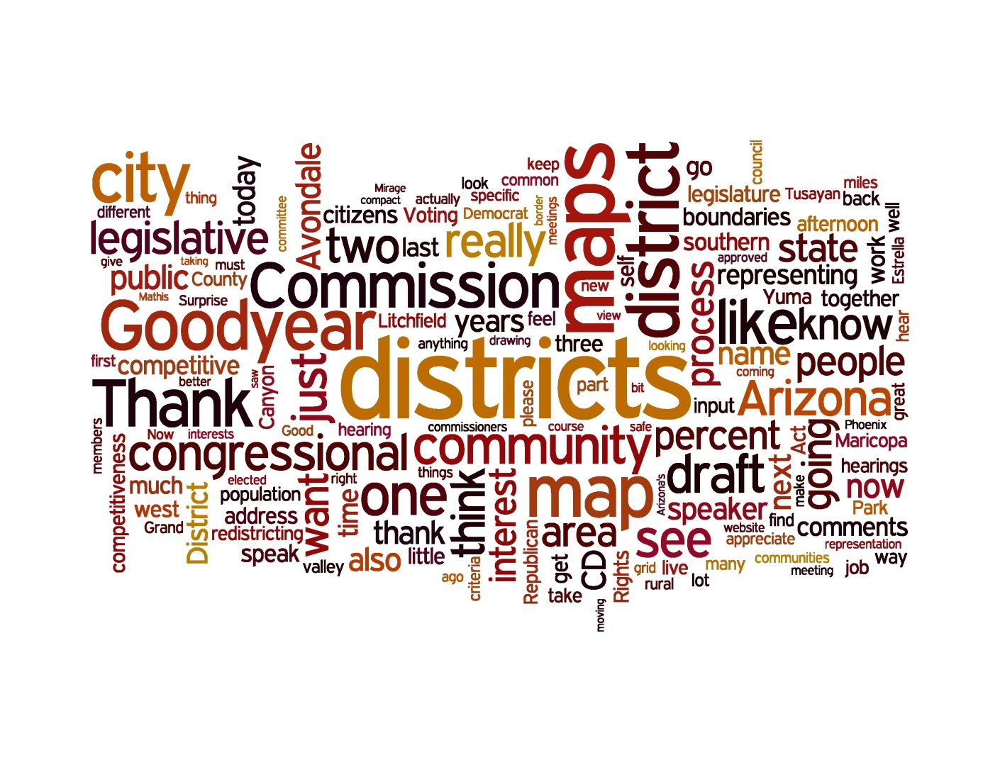 city
thing
different
today
committee
Avondale
legislative
give
taking
must
public
County
Mathis
Surprise
Mirage
compact
actually
look
specific
keep
common
citizens
Voting
Democrat
border
meetings
two
last
really
Commission
maps
new
view
self
district
go
council
legislature
Tusayan
miles
back
boundaries
afternoon
well
southern
approved
state
work
Estrella
representing
Yuma
together
process
like
know
hear
Goodyear
Litchfield
years
feel
anything
drawing
three
looking
name
coming
people
first
competitive
better
saw
Canyon
just
districts
please
part
bit
input
Arizona
great
Thank
members
Now
interests
Good
hearing
commissioners
course
safe
percent
Act
going
Phoenix
Maricopa
competitiveness
congressional
community
things
right
draft
next
make
hearings
now
much
elected
population
want
time
one
think
interest
map
Arizona's
speaker
Park
west
District
address
Grand
redistricting
thank
area
see
website
find
comments
appreciate
representation
speak
valley
also
little
Republican
get
CD
Rights
grid
live
many
communities
meeting
job
way
ago
criteria
take
rural
lot
moving